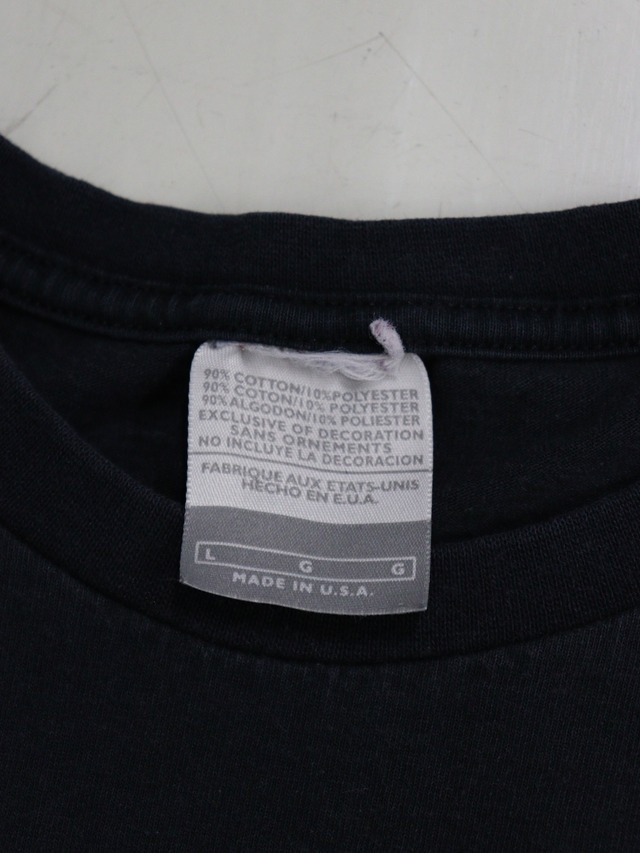 90% COTTON/10% POLYESTER
90% COTON/10% POLYESTER
90% ALGODON/10% POLIESTER
EXCLUSIVE OF DECORATION
SANS ORNEMENTS
NO INCLUYE LA DECORACION
FABRIQUE AUX ETATS-UNIS
HECHO EN E.U.A.
L G G
MADE IN U.S.A.